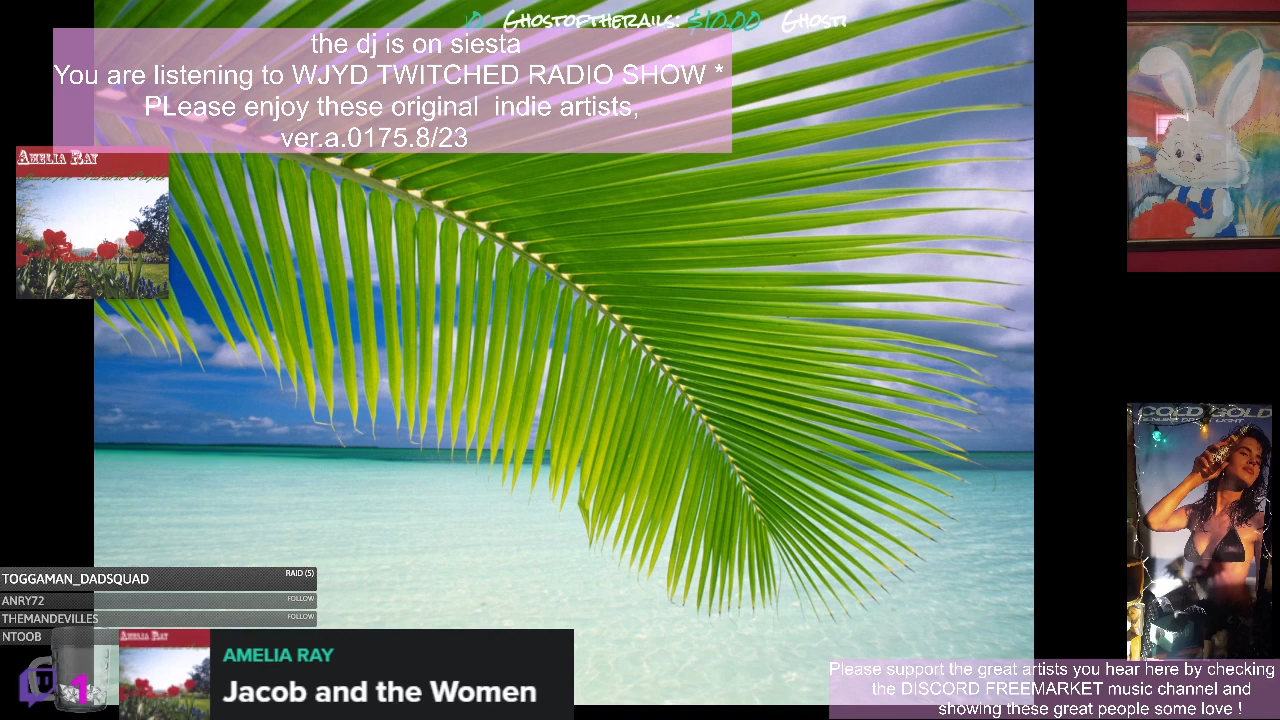 Ghostoftherails: $10.00 Ghost
the dj is on siesta
You are listening to WJYD TWITCHED RADIO SHOW *
PLease enjoy these original indie artists,
ver.a.0175.8/23
AMELIA RAY
COLD GOLD
TOGGAMAN_DADSQUAD RAID (5)
ANRY72 FOLLOW
THEMANDEVILLES FOLLOW
NTOOB
1
AMELIA RAY
AMELIA RAY
Jacob and the Women
Please support the great artists you hear here by checking
the DISCORD FREEMARKET music channel and
showing these great people some love !